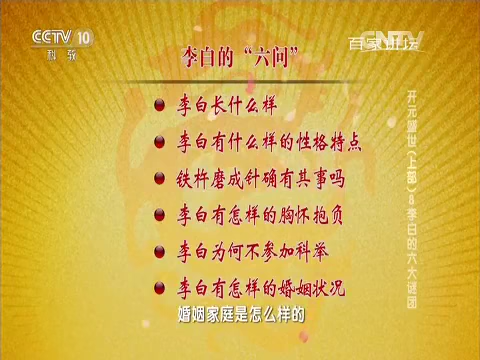 CCTV 10
科教
百家讲坛
CNTV
李白的“六问”
李白长什么样
李白有什么样的性格特点
铁杵磨成针确有其事吗
李白有怎样的胸怀抱负
李白为何不参加科举
李白有怎样的婚姻状况
婚姻家庭是怎么样的
开元盛世（上部）8 李白的六大谜团